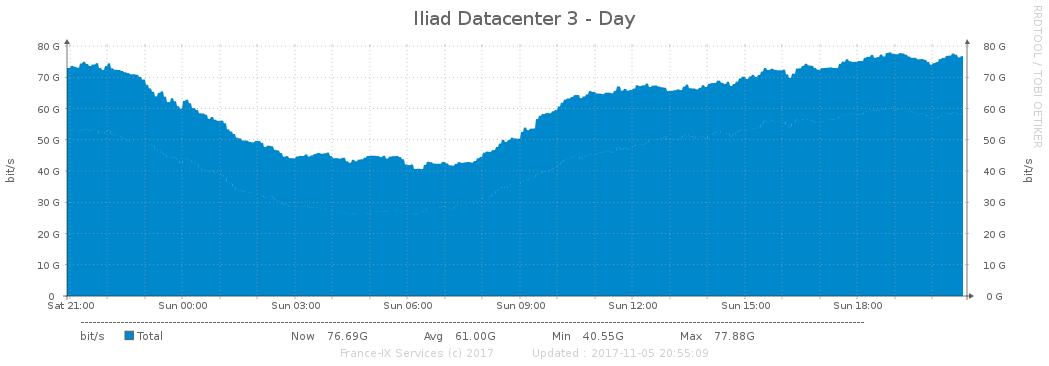 Iliad Datacenter 3 - Day
RRDTOOL / TOBI OETIKER
80 G 80 G
70 G 70 G
60 G 60 G
50 G 50 G
40 G 40 G
30 G 30 G
20 G 20 G
10 G 10 G
0 0 G
bit/s bit/s
Sat 21:00 Sun 00:00 Sun 03:00 Sun 06:00 Sun 09:00 Sun 12:00 Sun 15:00 Sun 18:00
bit/s Total Now 76.69G Avg 61.00G Min 40.55G Max 77.88G
France-IX Services (c) 2017 Updated : 2017-11-05 20:55:09